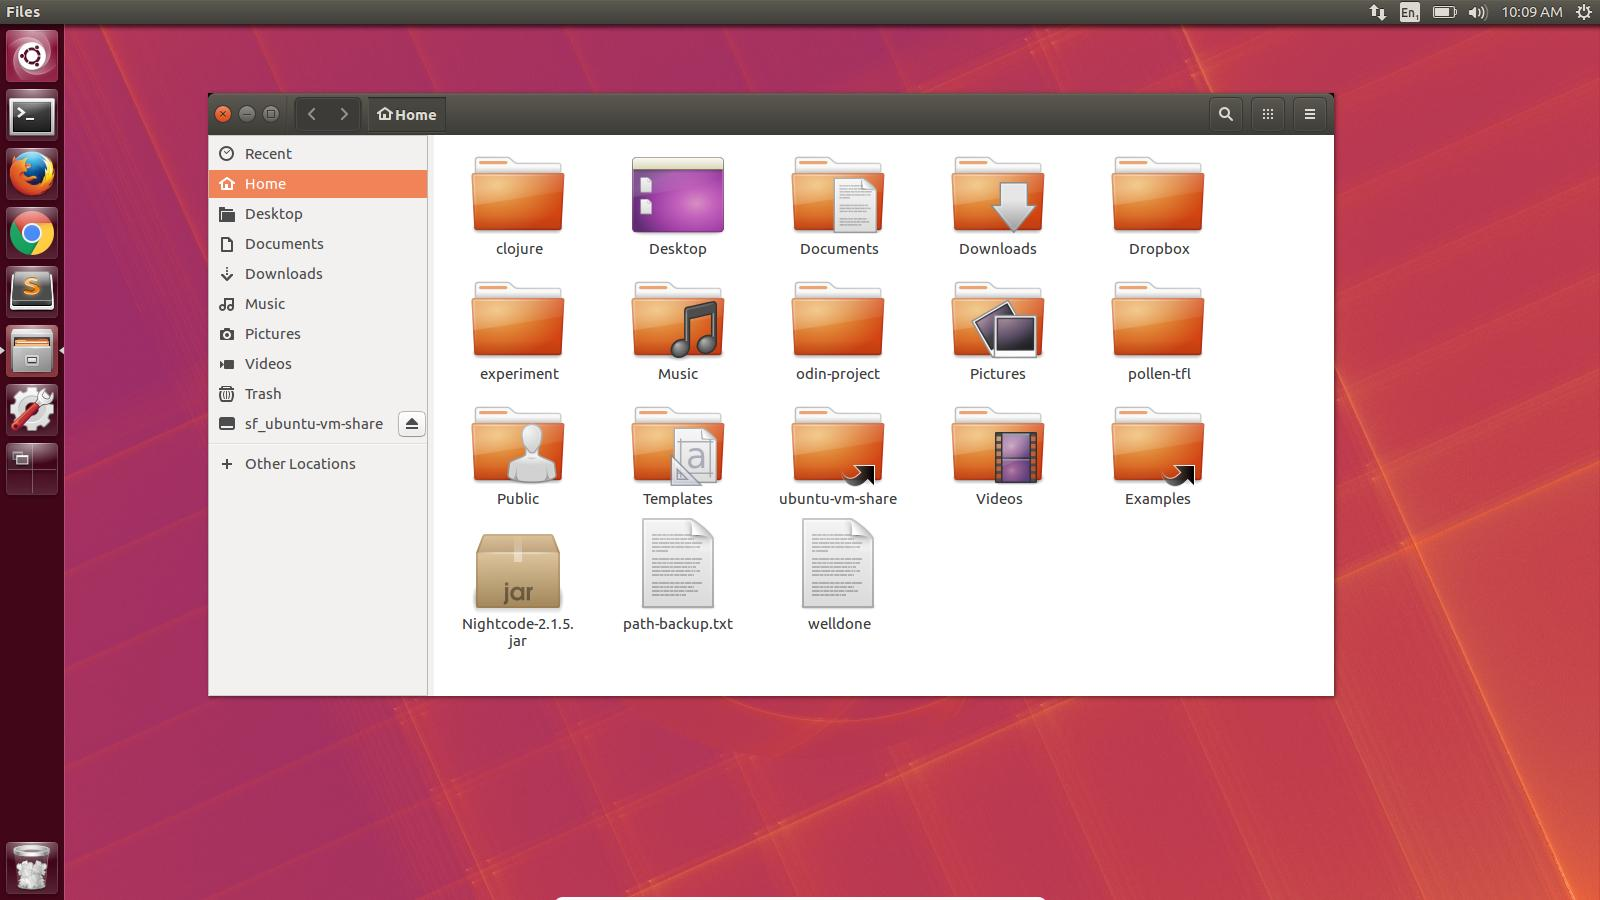 Files
En1
10:09 AM
Home
Recent
Home
Desktop
Documents
Downloads
Music
Pictures
Videos
Trash
sf_ubuntu-vm-share
Other Locations
clojure
Desktop
Documents
Downloads
Dropbox
experiment
Music
odin-project
Pictures
pollen-tfl
Public
a
Templates
ubuntu-vm-share
Videos
Examples
jar
Nightcode-2.1.5.
jar
path-backup.txt
welldone